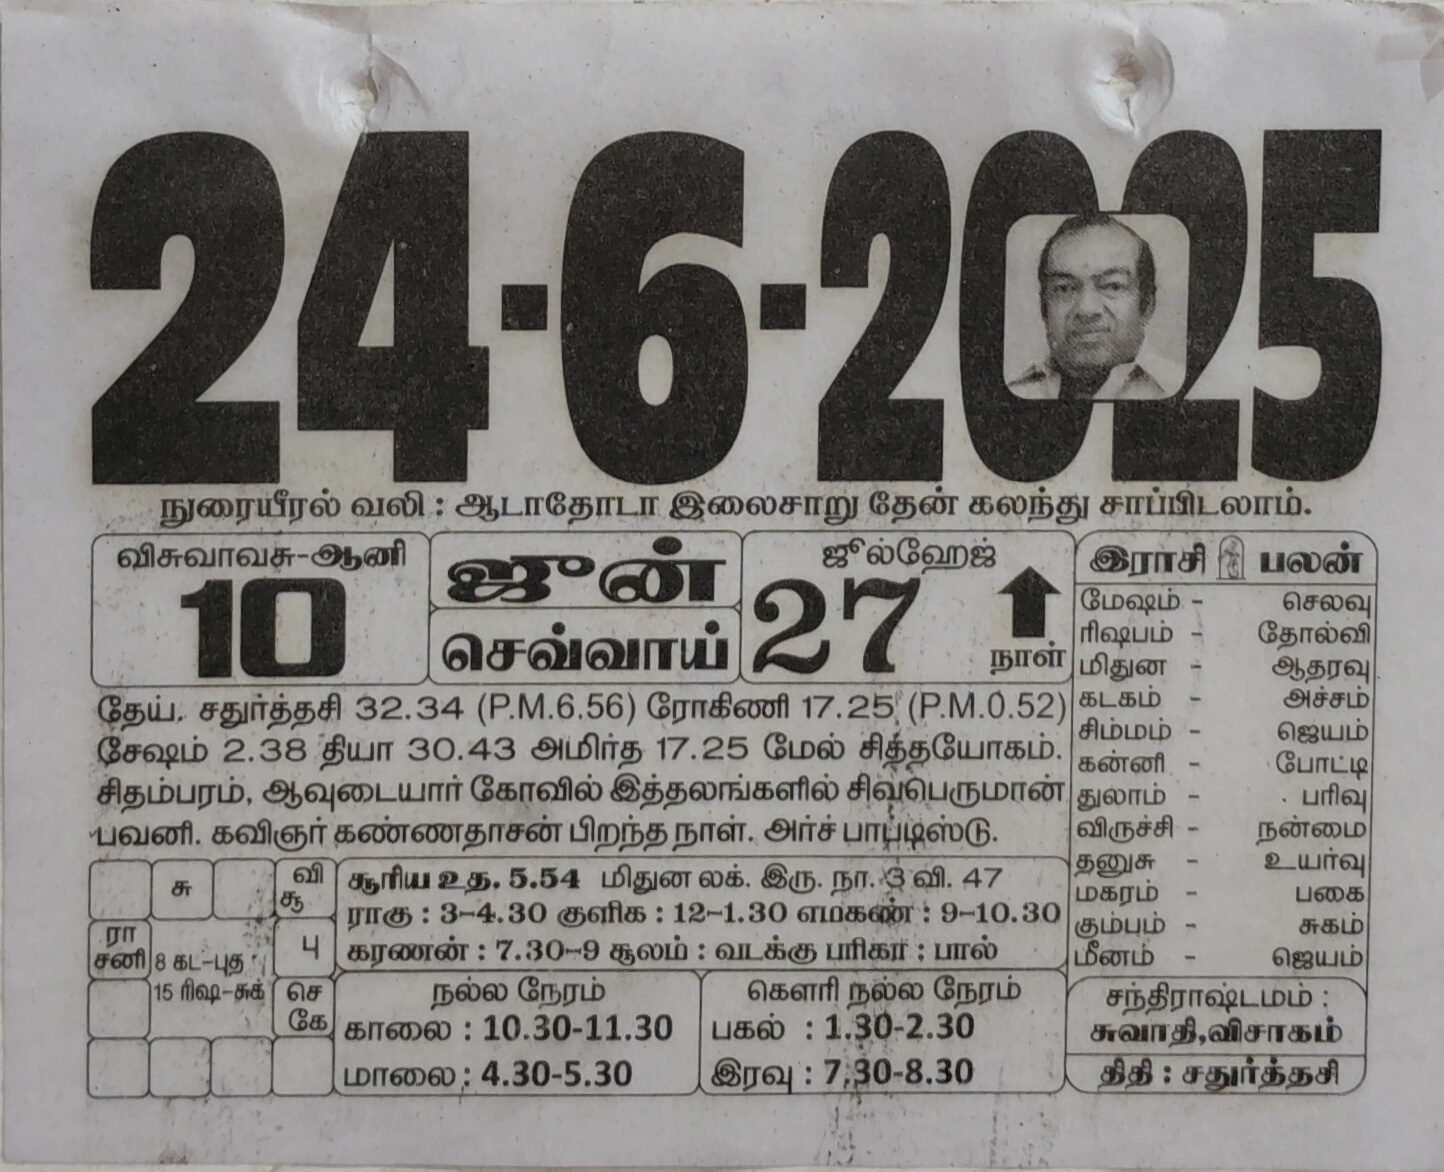 24-6-2025
நுரையீரல் வலி : ஆடாதோடா இலைசாறு தேன் கலந்து சாப்பிடலாம்.
விசுவாவசு-ஆனி
10
ஜூன்
செவ்வாய்
ஜூல்ஹேஜ்
27
நாள்
தேய். சதுர்த்தசி 32.34 (P.M.6.56) ரோகிணி 17.25 (P.M.0.52)
சேஷம் 2.38 தியா 30.43 அமிர்த 17.25 மேல் சித்தயோகம்.
சிதம்பரம், ஆவுடையார் கோவில் இத்தலங்களில் சிவபெருமான்
பவனி. கவிஞர் கண்ணதாசன் பிறந்த நாள். அர்ச் பாப்டிஸ்டு.
இராசி பலன்
மேஷம் - செலவு
ரிஷபம் - தோல்வி
மிதுன - ஆதரவு
கடகம் - அச்சம்
சிம்மம் - ஜெயம்
கன்னி - போட்டி
துலாம் - பரிவு
விருச்சி - நன்மை
தனுசு - உயர்வு
மகரம் - பகை
கும்பம் - சுகம்
மீனம் - ஜெயம்
சு
வி
சூ
ரா
சனி
8 கட-புத
பு
15 ரிஷ-சுக்
செ
கே
சூரிய உத. 5.54 மிதுன லக். இரு. நா. 3 வி. 47
ராகு : 3-4.30 குளிக : 12-1.30 எமகண் : 9-10.30
கரணன் : 7.30-9 சூலம் : வடக்கு பரிகா : பால்
நல்ல நேரம்
காலை : 10.30-11.30
மாலை : 4.30-5.30
கௌரி நல்ல நேரம்
பகல் : 1.30-2.30
இரவு : 7.30-8.30
சந்திராஷ்டமம் :
சுவாதி,விசாகம்
திதி : சதுர்த்தசி